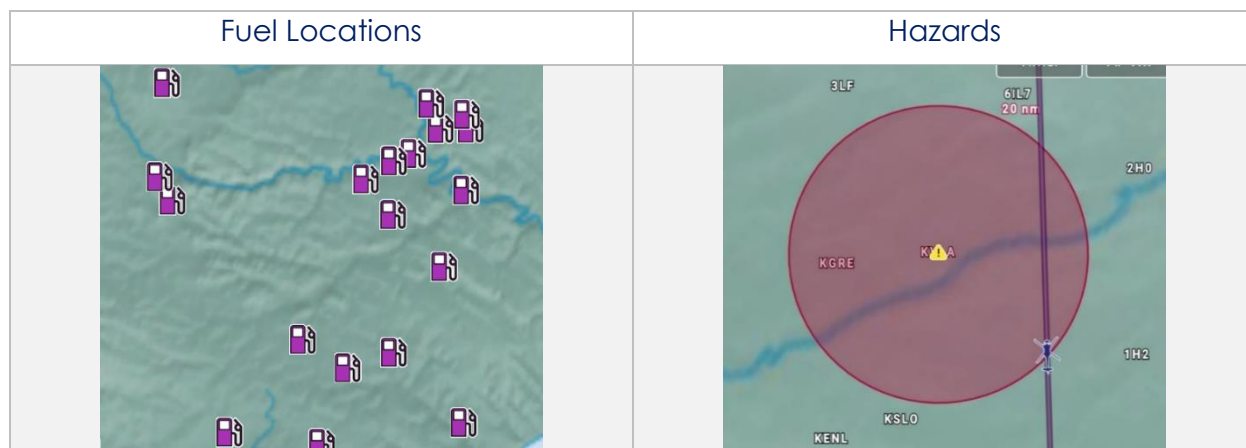 Fuel Locations
Hazards
3LF
6IL7
20 nm
2H0
KGRE
1H2
KSLO
KENL